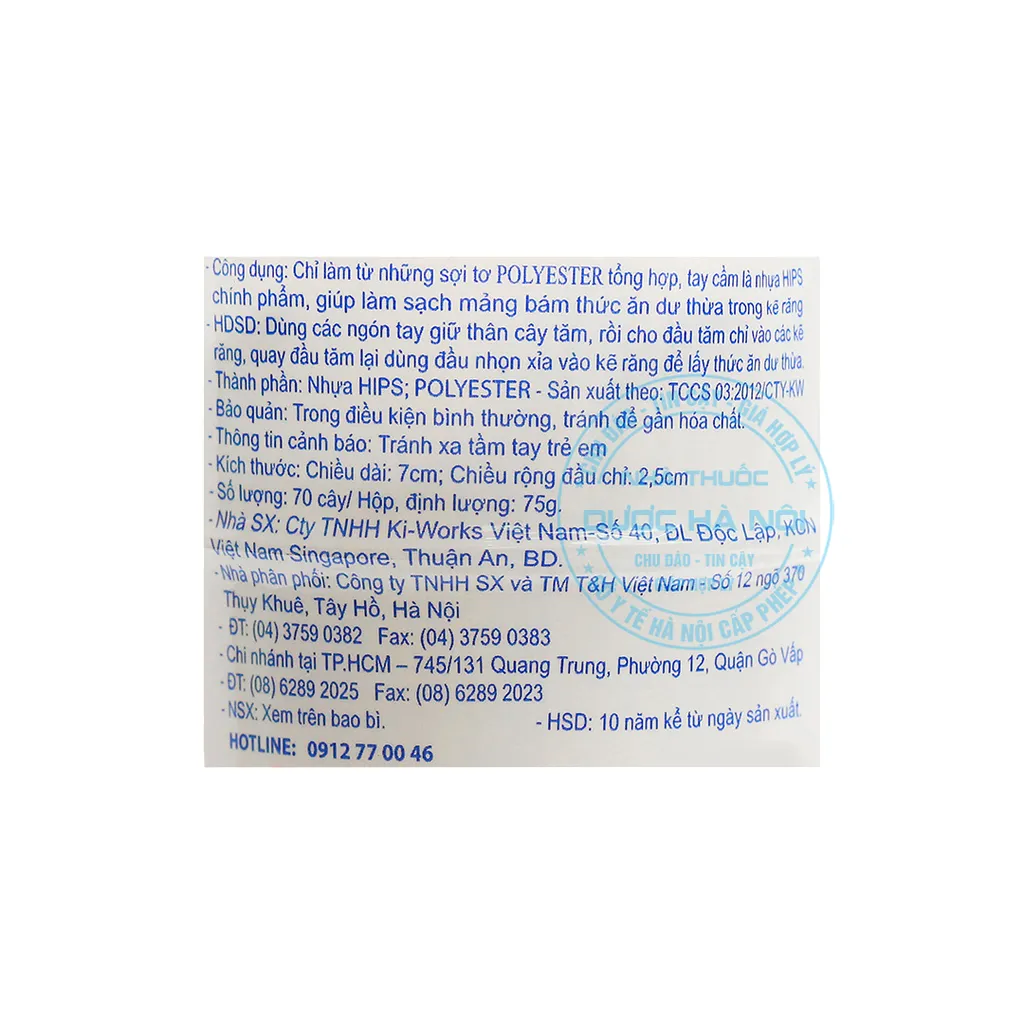 - Công dụng: Chỉ làm từ những sợi tơ POLYESTER tổng hợp, tay cầm là nhựa HIPS
chính phẩm, giúp làm sạch mảng bám thức ăn dư thừa trong kẽ răng
- HDSD: Dùng các ngón tay giữ thân cây tăm, rồi cho đầu tăm chỉ vào các kẽ
răng, quay đầu tăm lại dùng đầu nhọn xỉa vào kẽ răng để lấy thức ăn dư thừa.
- Thành phần: Nhựa HIPS; POLYESTER - Sản xuất theo: TCCS 03:2012/CTY-KW
- Bảo quản: Trong điều kiện bình thường, tránh để gần hóa chất.
- Thông tin cảnh báo: Tránh xa tầm tay trẻ em
- Kích thước: Chiều dài: 7cm; Chiều rộng đầu chỉ: 2,5cm
- Số lượng: 70 cây/ Hộp, định lượng: 75g.
- Nhà SX: Cty TNHH Ki-Works Việt Nam-Số 40, ĐL Độc Lập, KCN
Việt Nam-Singapore, Thuận An, BD.
- Nhà phân phối: Công ty TNHH SX và TM T&H Việt Nam - Số 12 ngõ 370
Thụy Khuê, Tây Hồ, Hà Nội
- ĐT: (04) 3759 0382 Fax: (04) 3759 0383
- Chi nhánh tại TP.HCM – 745/131 Quang Trung, Phường 12, Quận Gò Vấp
- ĐT: (08) 6289 2025 Fax: (08) 6289 2023
- NSX: Xem trên bao bì. - HSD: 10 năm kể từ ngày sản xuất.
HOTLINE: 0912 77 00 46
CHU ĐÁO - TIN CẬY - GIÁ HỢP LÝ
NHÀ THUỐC
DƯỢC HÀ NỘI
CHU ĐÁO - TIN CẬY
HỢP LÝ
SỞ Y TẾ HÀ NỘI CẤP PHÉP